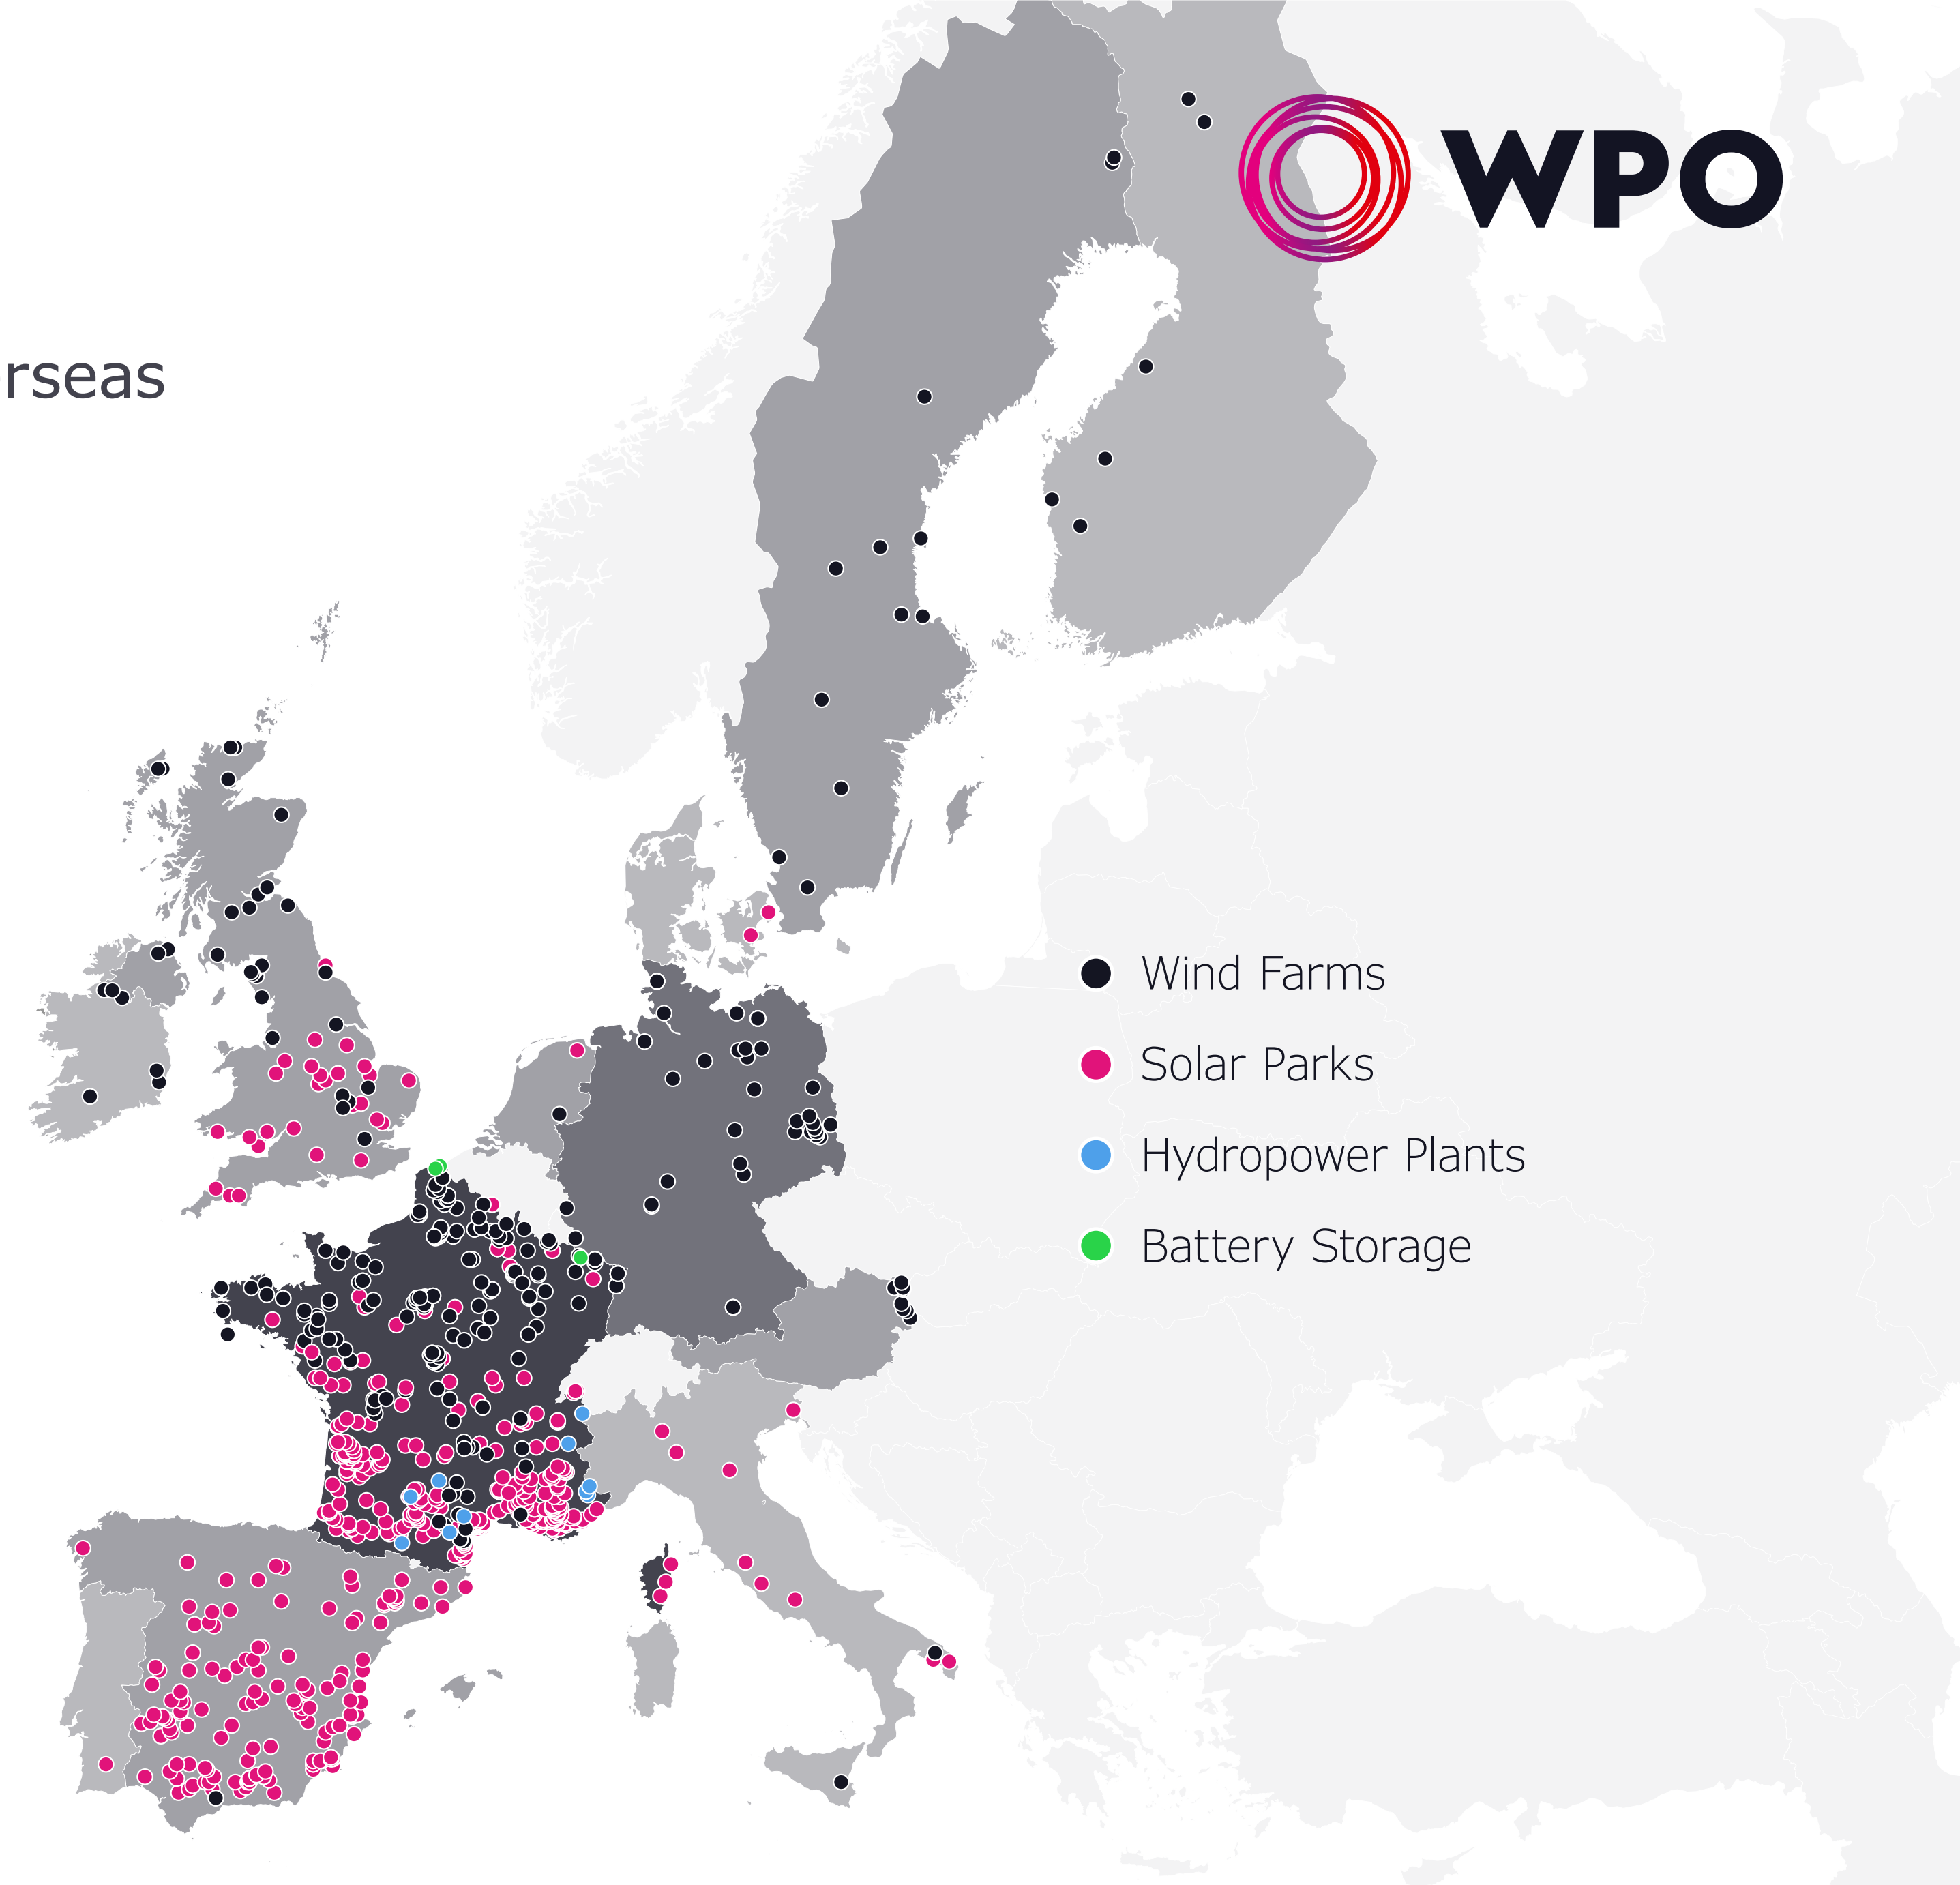 WPO
rseas
Wind Farms
Solar Parks
Hydropower Plants
Battery Storage